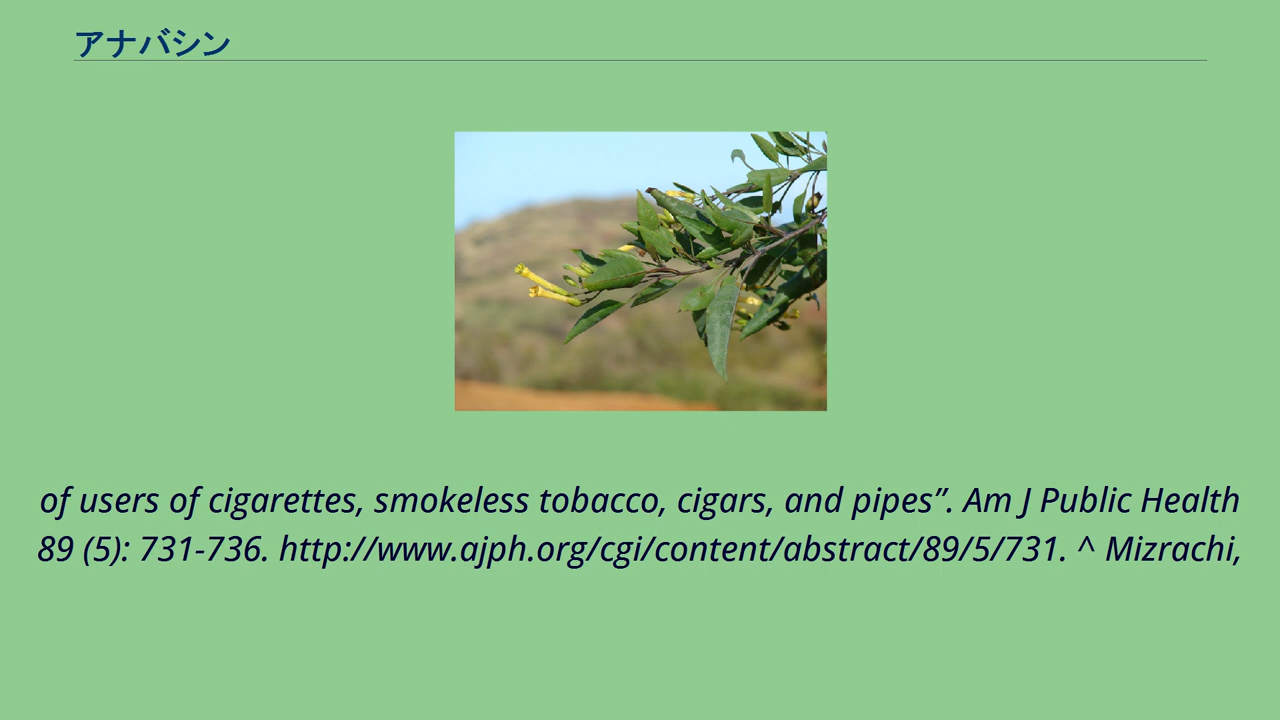 アナバシン
of users of cigarettes, smokeless tobacco, cigars, and pipes”. Am J Public Health
89 (5): 731-736. http://www.ajph.org/cgi/content/abstract/89/5/731. ^ Mizrachi,